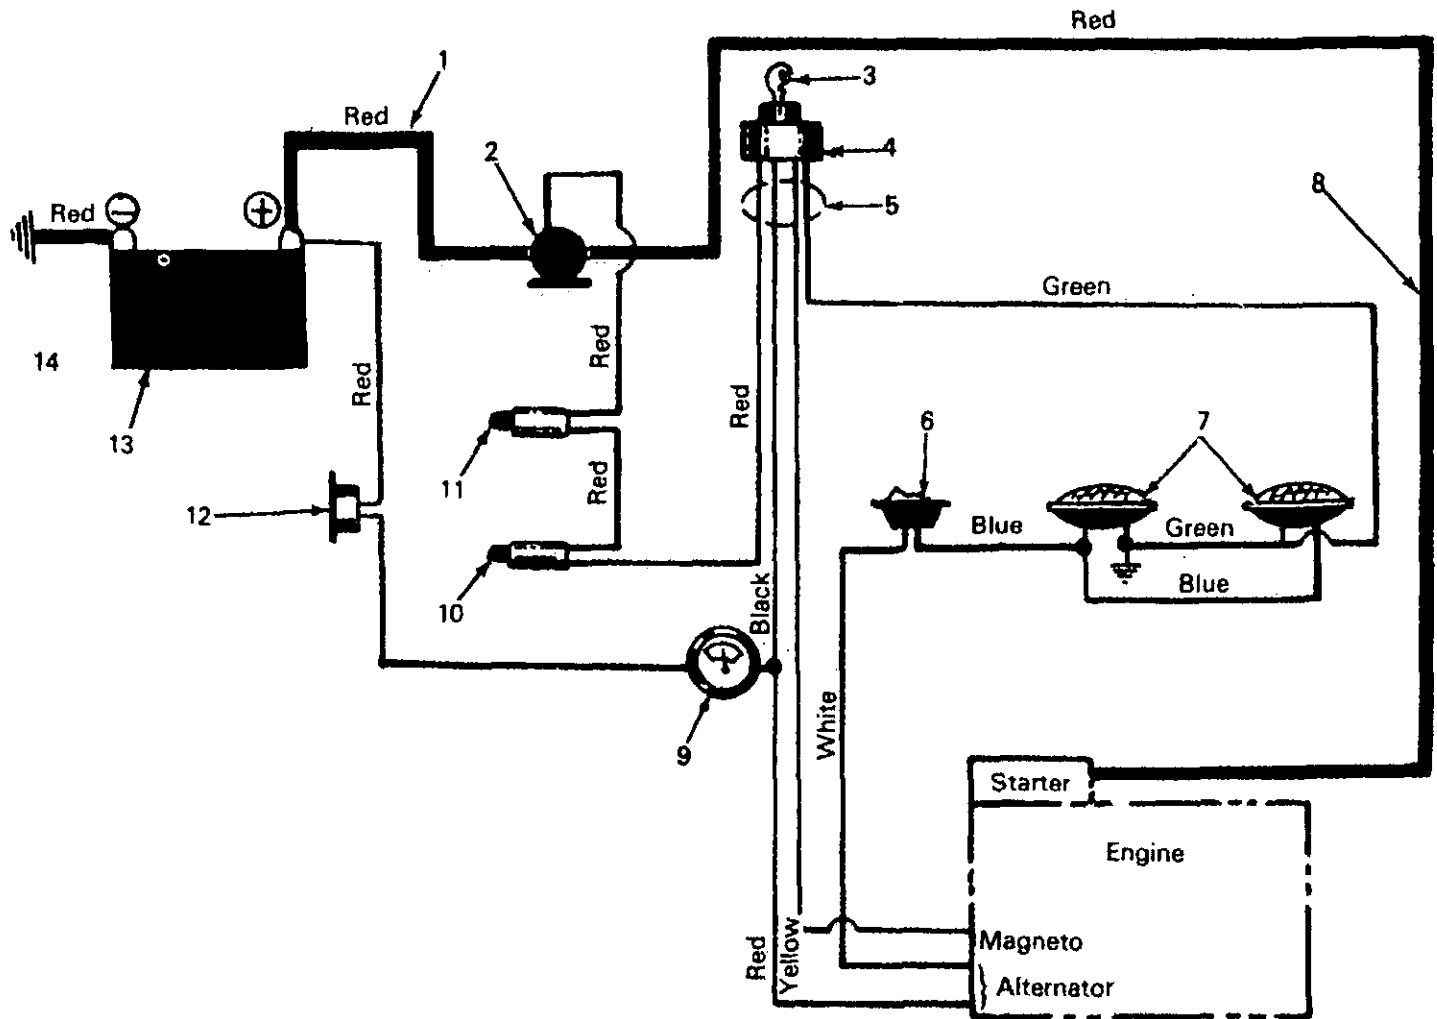 Red
1
3
Red
2
4
8
Red
−
+
5
Green
14
Red
Red
Red
13
6
7
11
Red
12
Blue
Green
10
Black
Blue
9
White
Starter
Engine
Red
Yellow
Magneto
Alternator